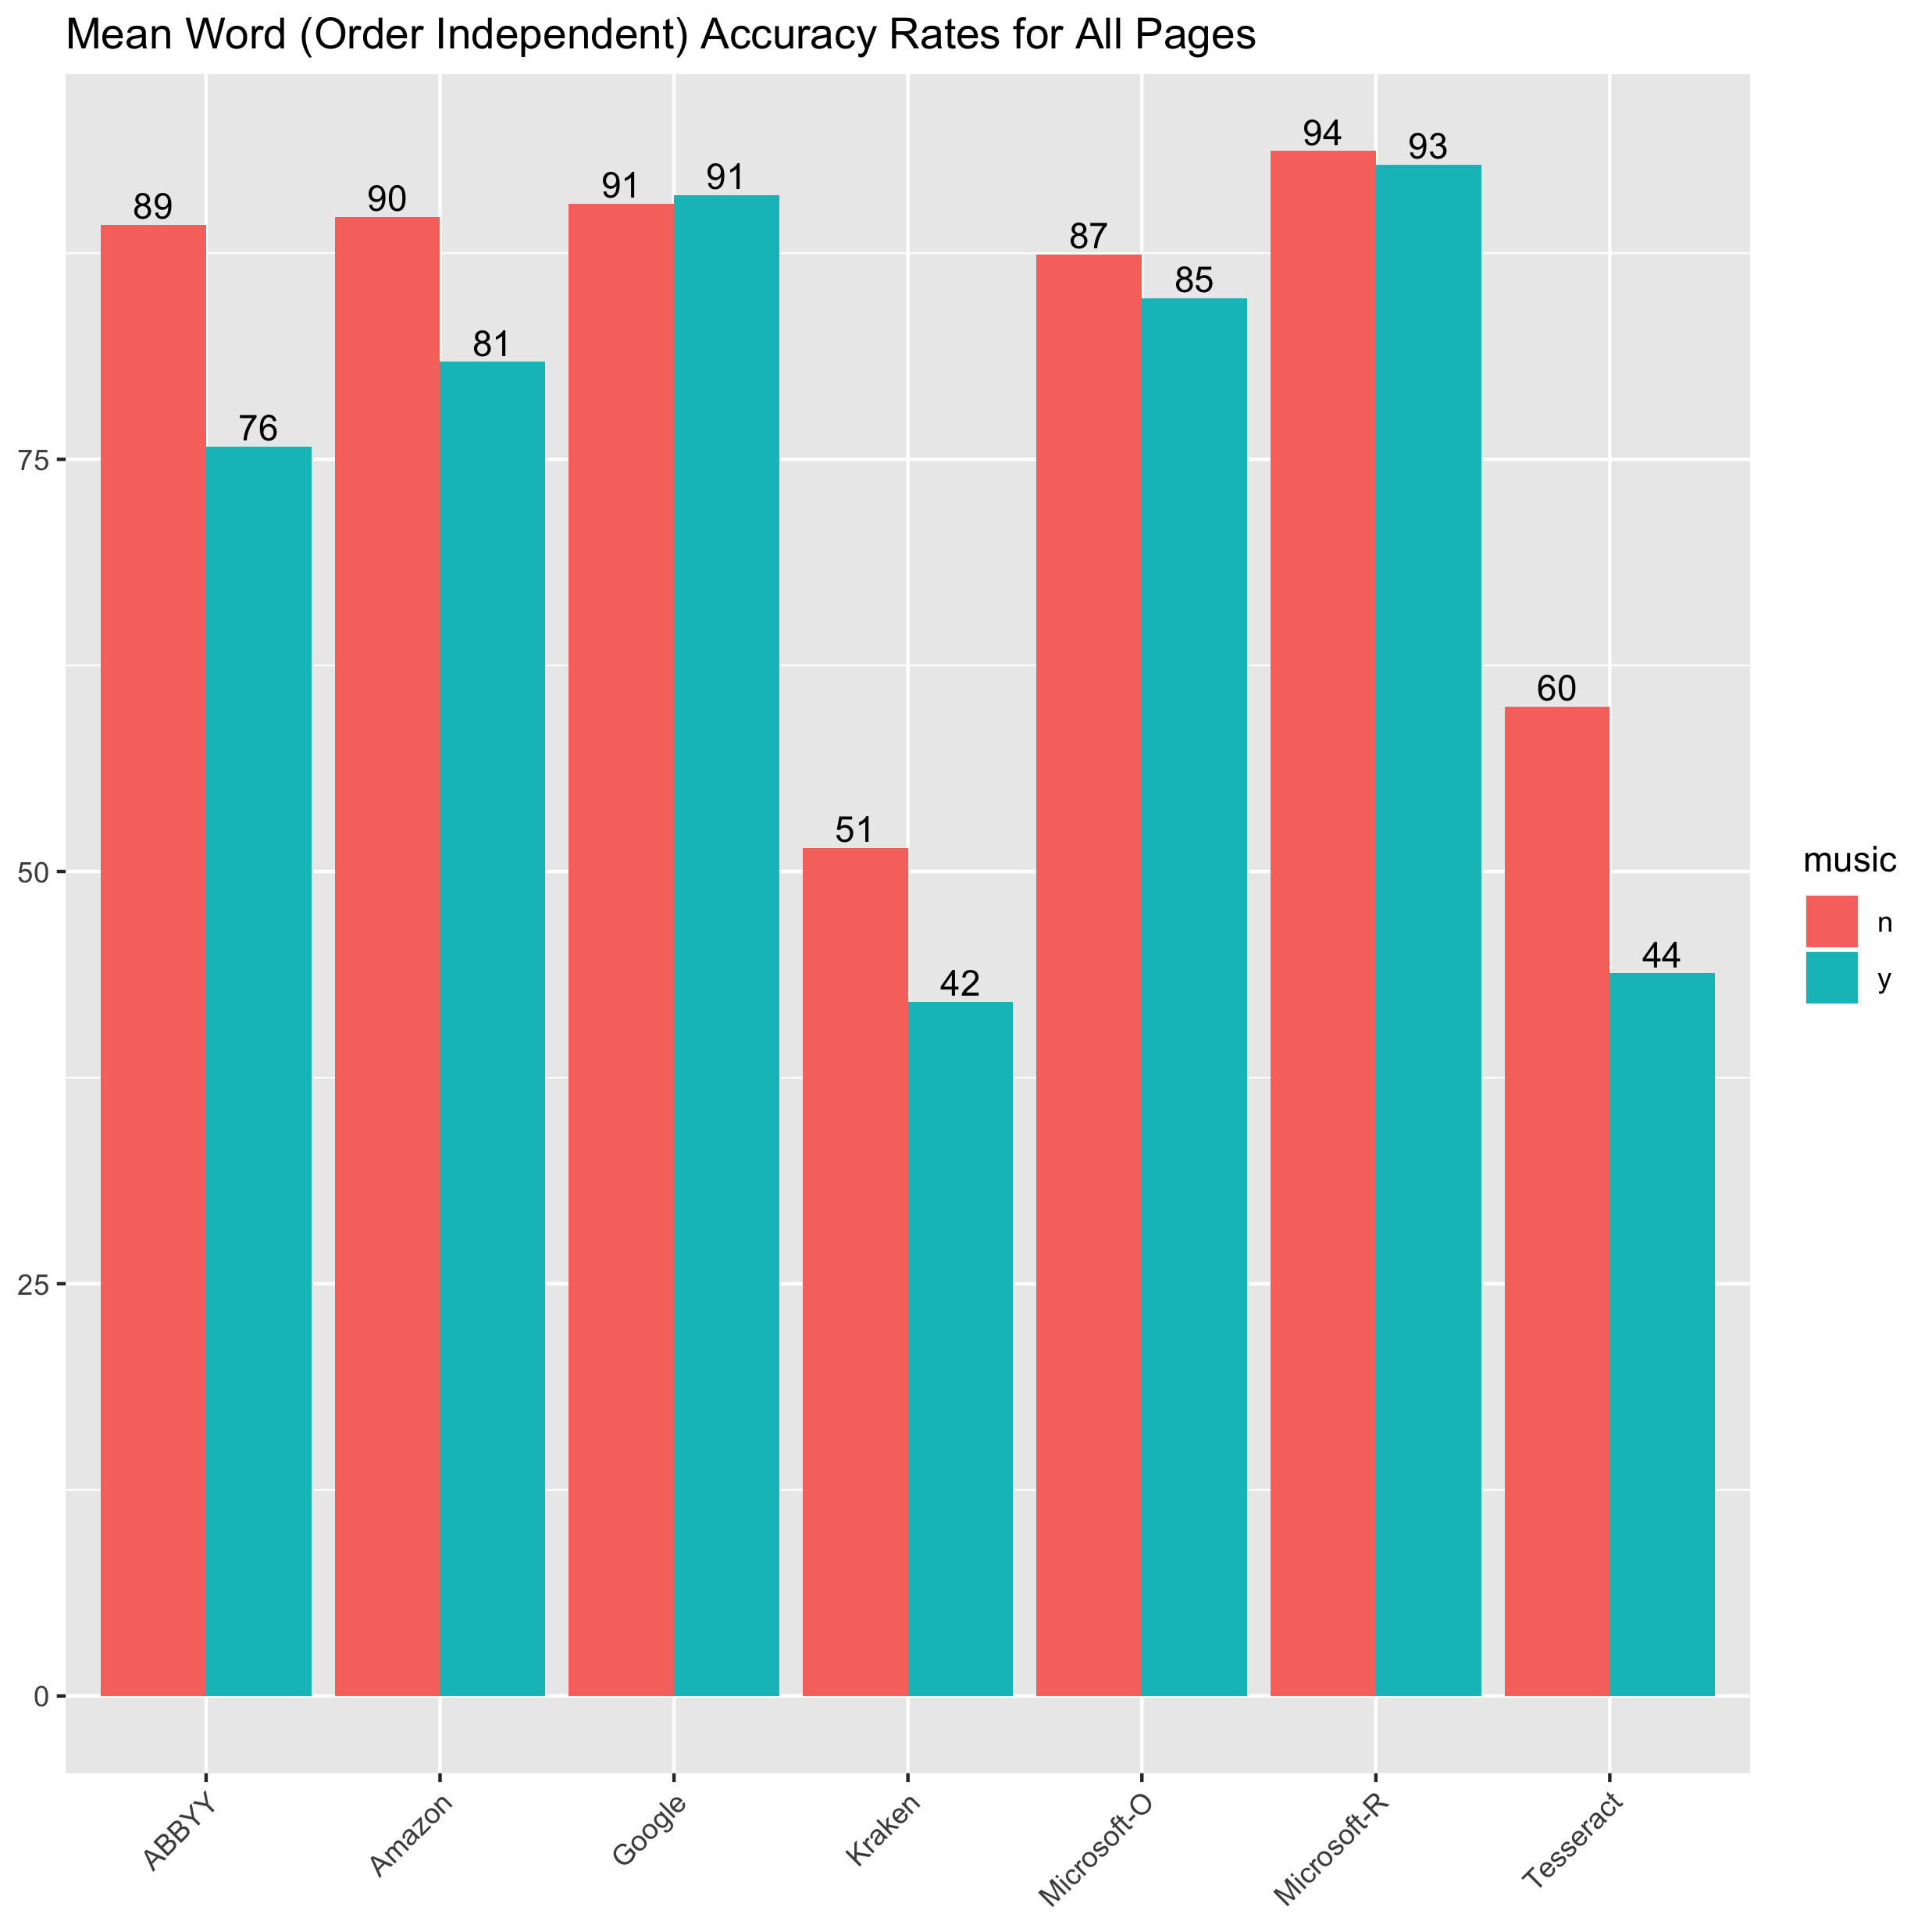 Mean Word (Order Independent) Accuracy Rates for All Pages
94
93
91
91
90
89
87
85
81
76
75
60
51
50
44
42
25
0
music
n
y
ABBYY
Amazon
Google
Kraken
Microsoft-O
Microsoft-R
Tesseract